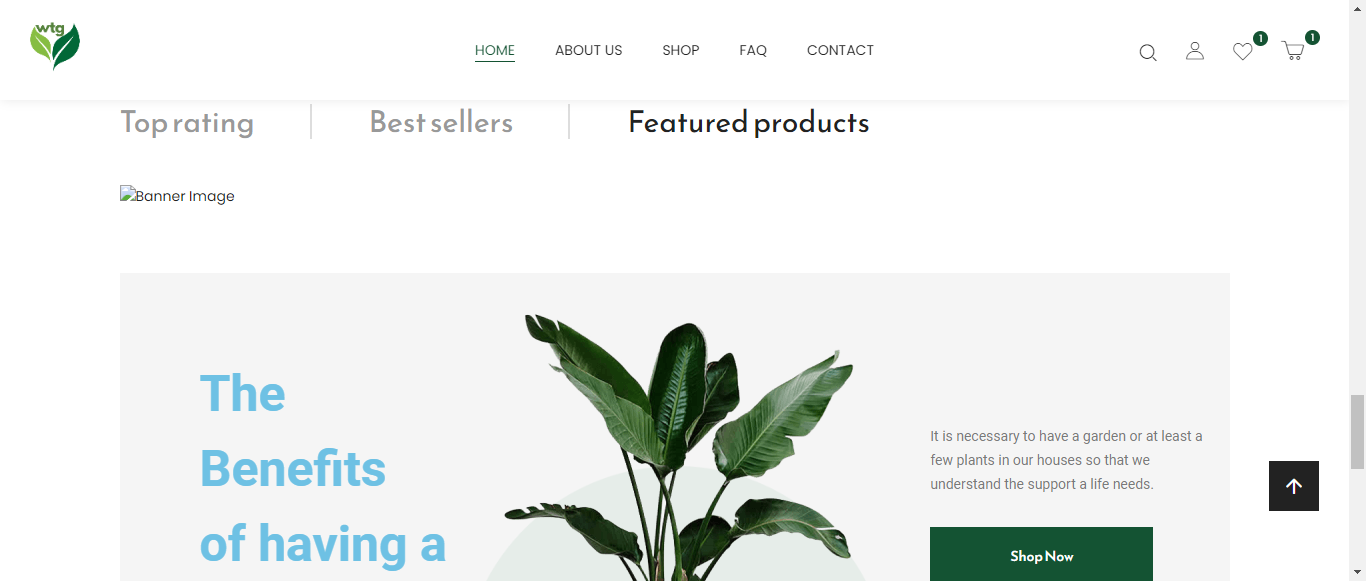 wtg
HOME ABOUT US SHOP FAQ CONTACT 1 1
Top rating Best sellers Featured products
Banner Image
The
Benefits
of having a
It is necessary to have a garden or at least a
few plants in our houses so that we
understand the support a life needs.
Shop Now